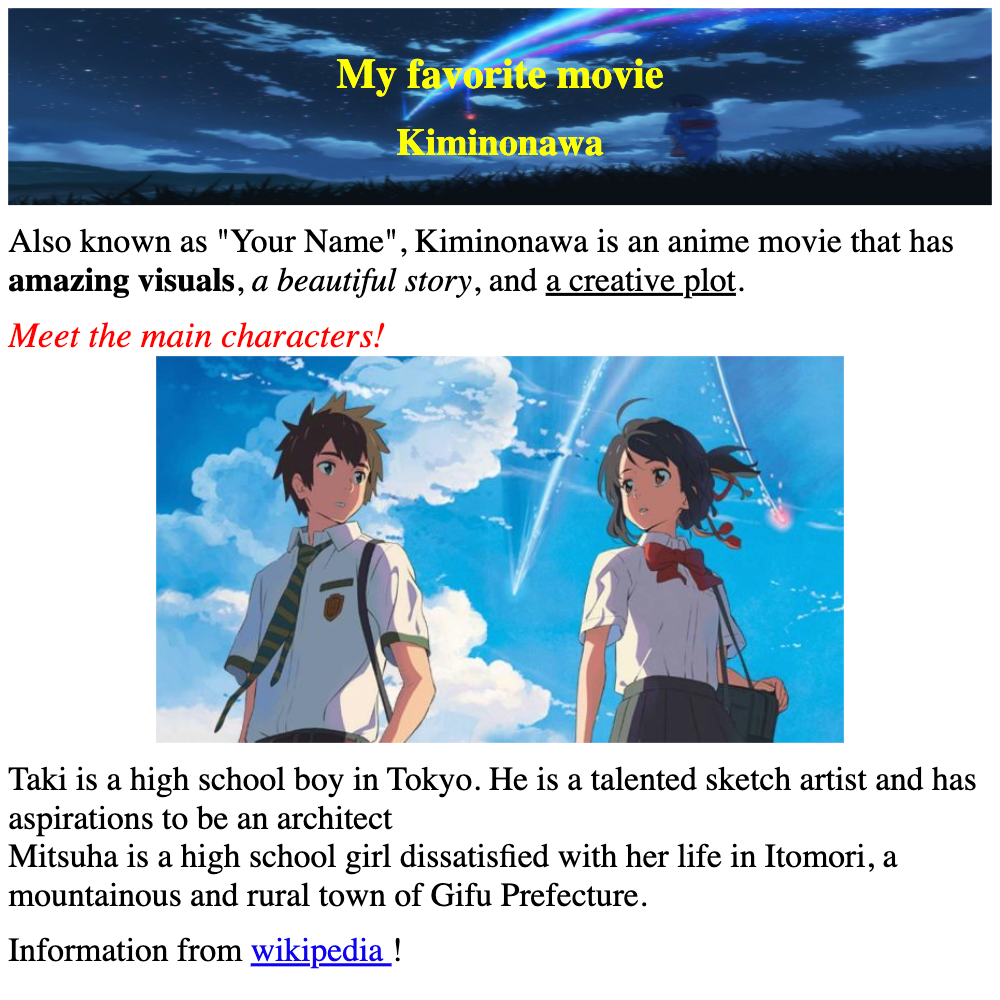 My favorite movie
Kiminonawa
Also known as "Your Name", Kiminonawa is an anime movie that has
amazing visuals, a beautiful story, and a creative plot.
Meet the main characters!
Taki is a high school boy in Tokyo. He is a talented sketch artist and has
aspirations to be an architect
Mitsuha is a high school girl dissatisfied with her life in Itomori, a
mountainous and rural town of Gifu Prefecture.
Information from wikipedia !